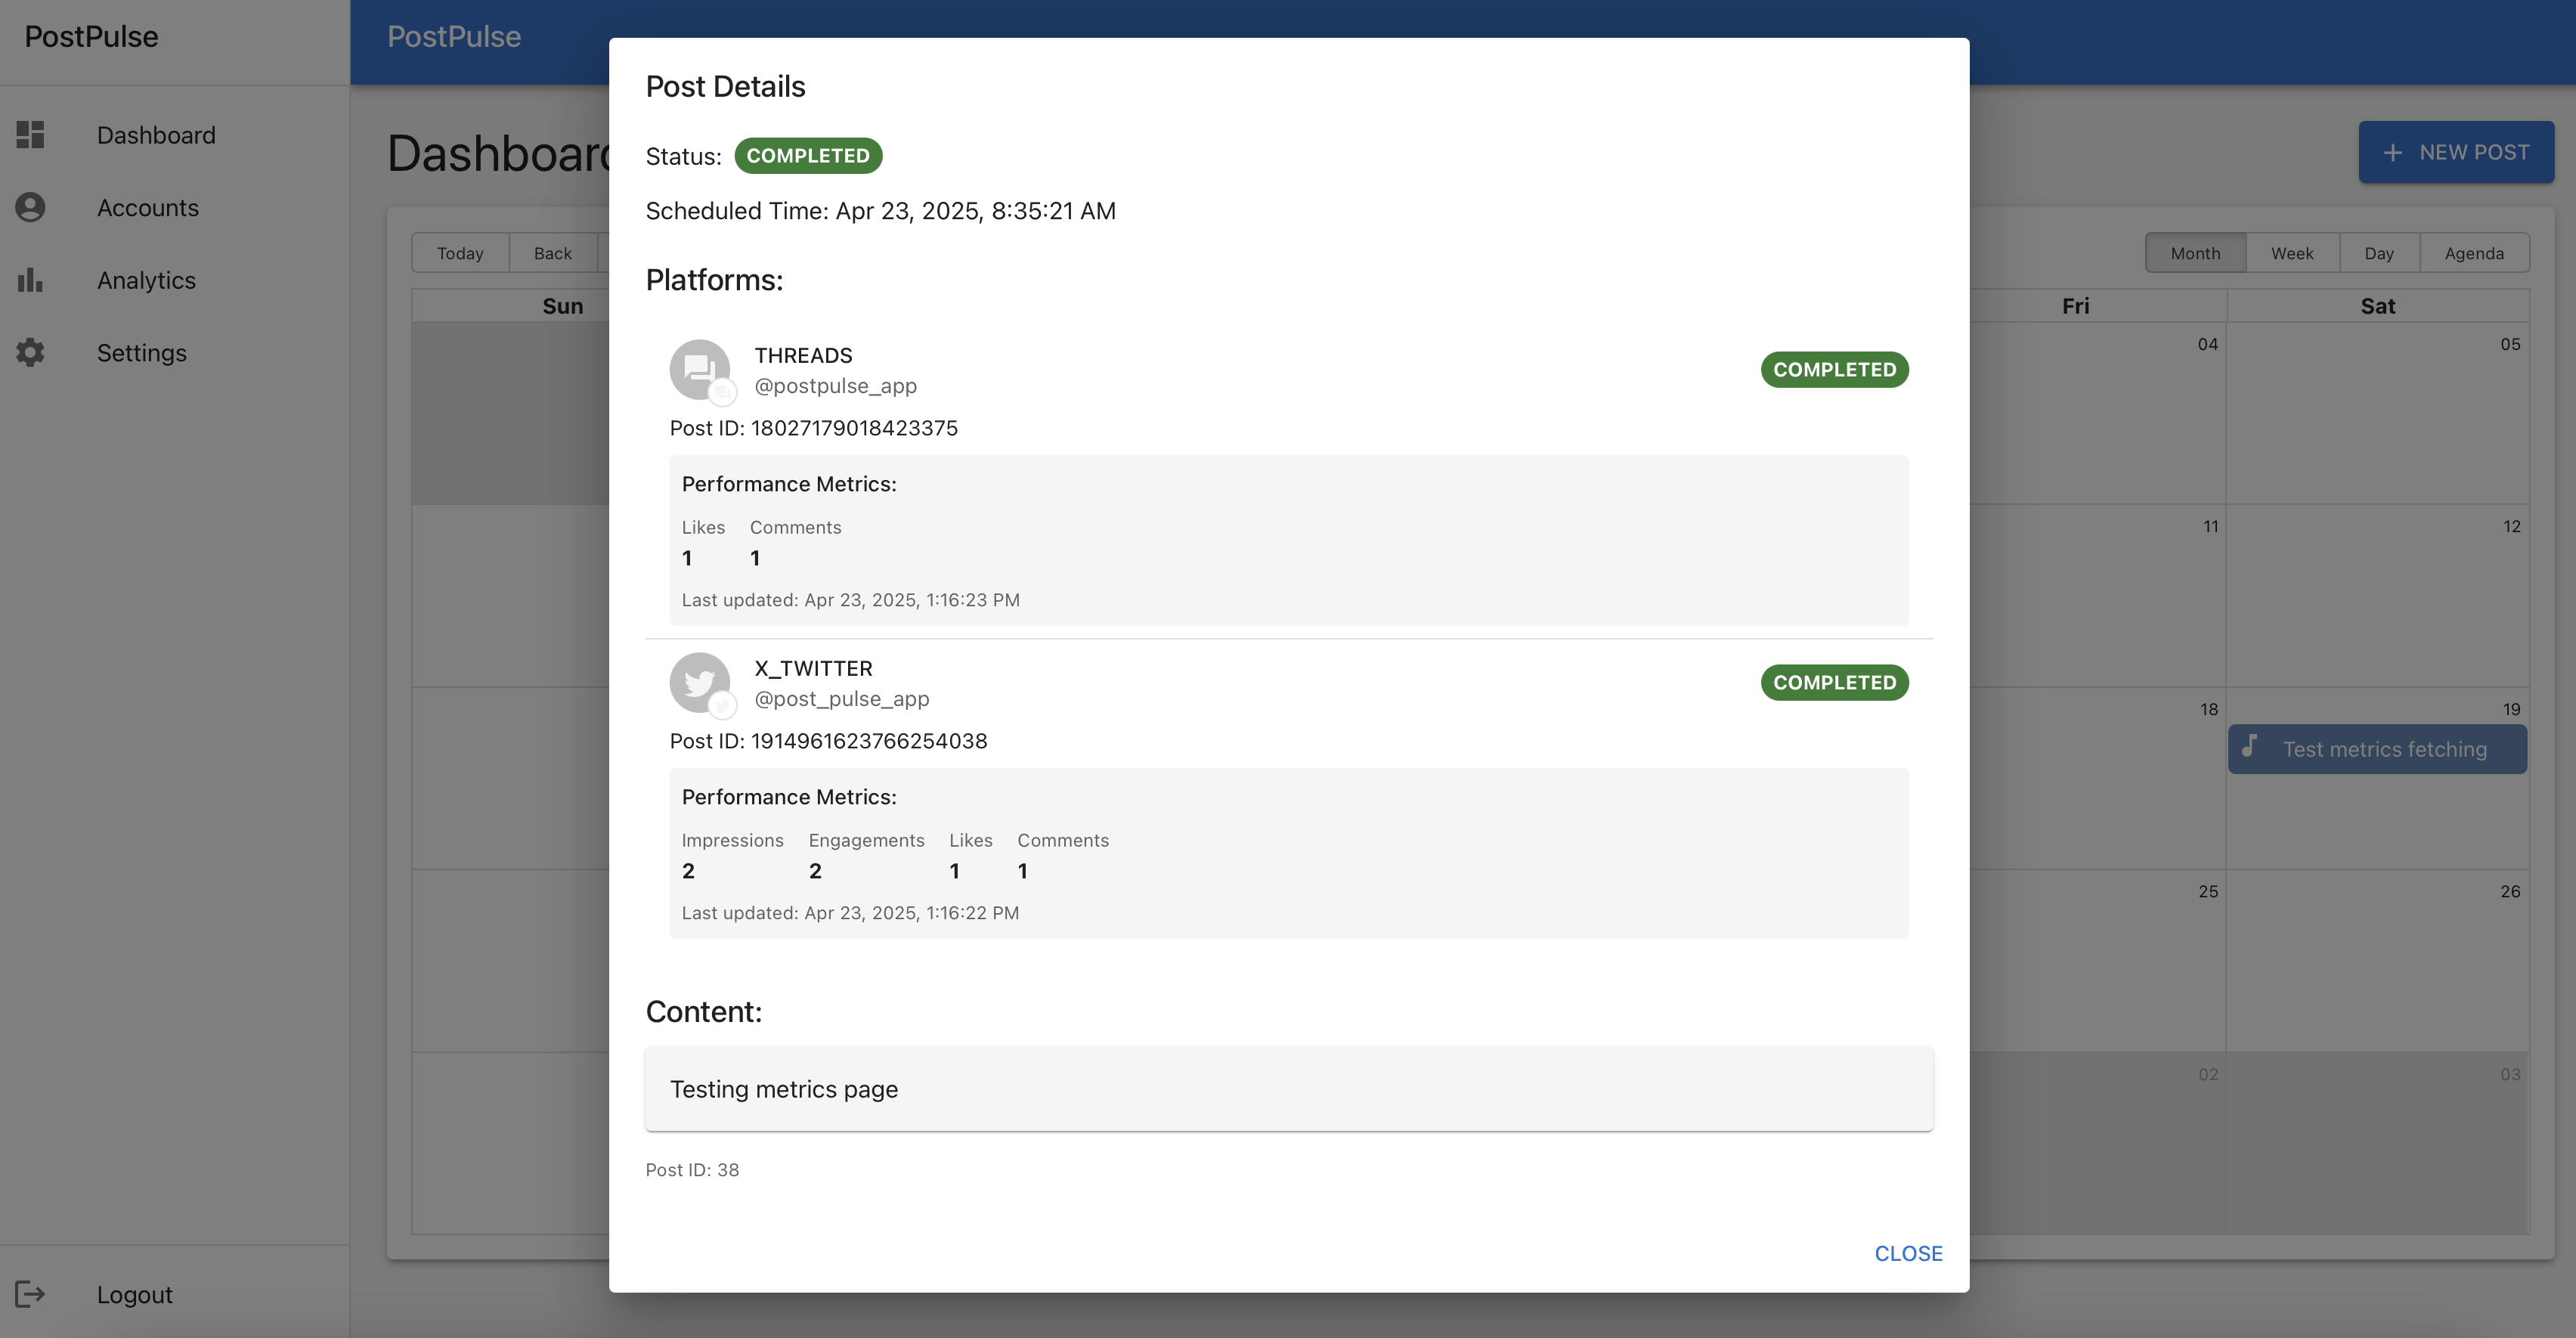 PostPulse
Dashboard
Accounts
Analytics
Settings
Logout
PostPulse
Dashboard
NEW POST
Today Back
Month Week Day Agenda
Sun Fri Sat
04 05
11 12
18 19
Test metrics fetching
25 26
02 03
Post Details
Status: COMPLETED
Scheduled Time: Apr 23, 2025, 8:35:21 AM
Platforms:
THREADS
@postpulse_app
COMPLETED
Post ID: 18027179018423375
Performance Metrics:
Likes Comments
1 1
Last updated: Apr 23, 2025, 1:16:23 PM
X_TWITTER
@post_pulse_app
COMPLETED
Post ID: 1914961623766254038
Performance Metrics:
Impressions Engagements Likes Comments
2 2 1 1
Last updated: Apr 23, 2025, 1:16:22 PM
Content:
Testing metrics page
Post ID: 38
CLOSE